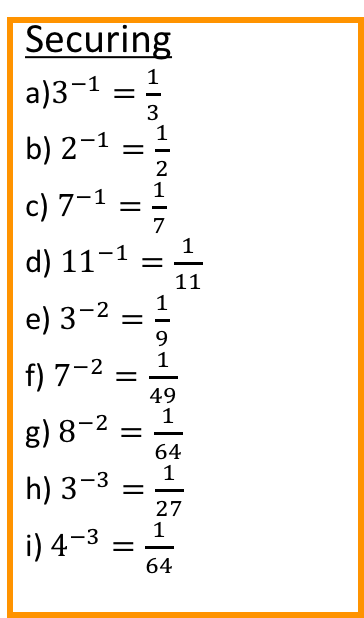 Securing
a)3⁻¹ = 1/3
b) 2⁻¹ = 1/2
c) 7⁻¹ = 1/7
d) 11⁻¹ = 1/11
e) 3⁻² = 1/9
f) 7⁻² = 1/49
g) 8⁻² = 1/64
h) 3⁻³ = 1/27
i) 4⁻³ = 1/64